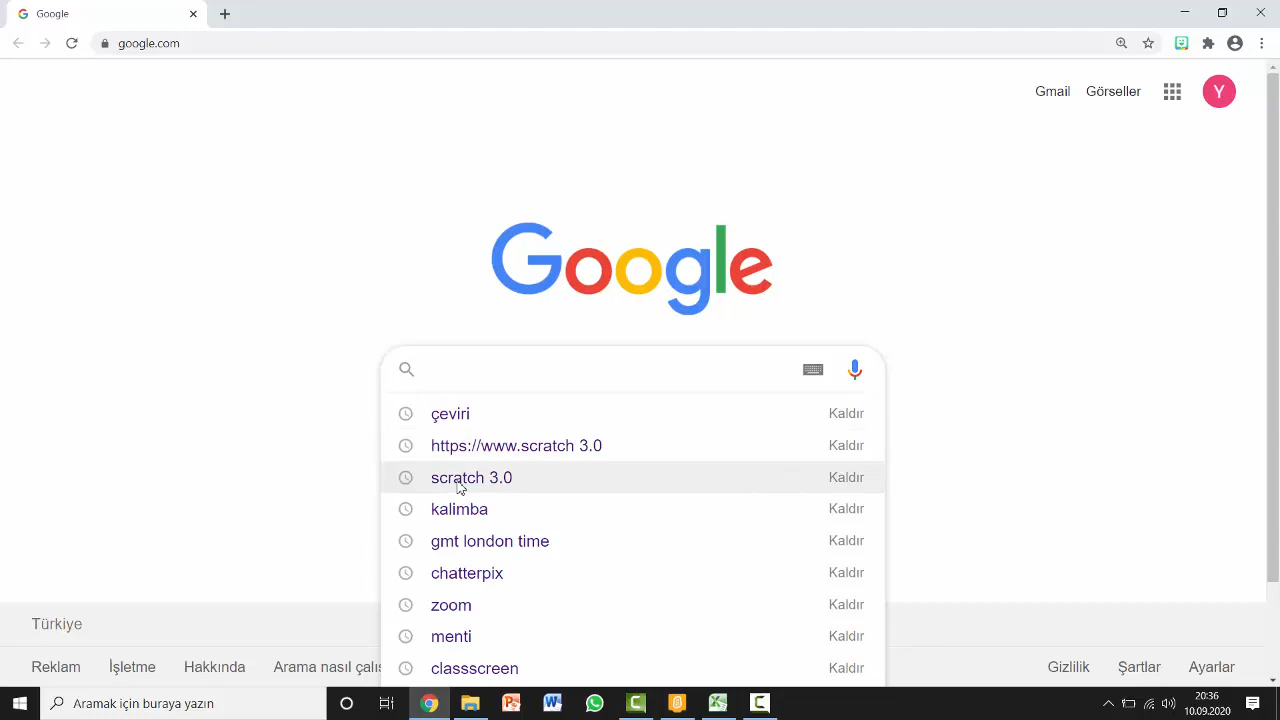 Google
google.com
Gmail Görseller Y
Google
çeviri Kaldır
https://www.scratch 3.0 Kaldır
scratch 3.0 Kaldır
kalimba Kaldır
gmt london time Kaldır
chatterpix Kaldır
zoom Kaldır
menti Kaldır
classscreen Kaldır
Türkiye
Reklam İşletme Hakkında Arama nasıl çalış Gizlilik Şartlar Ayarlar
Aramak için buraya yazın
20:36
10.09.2020